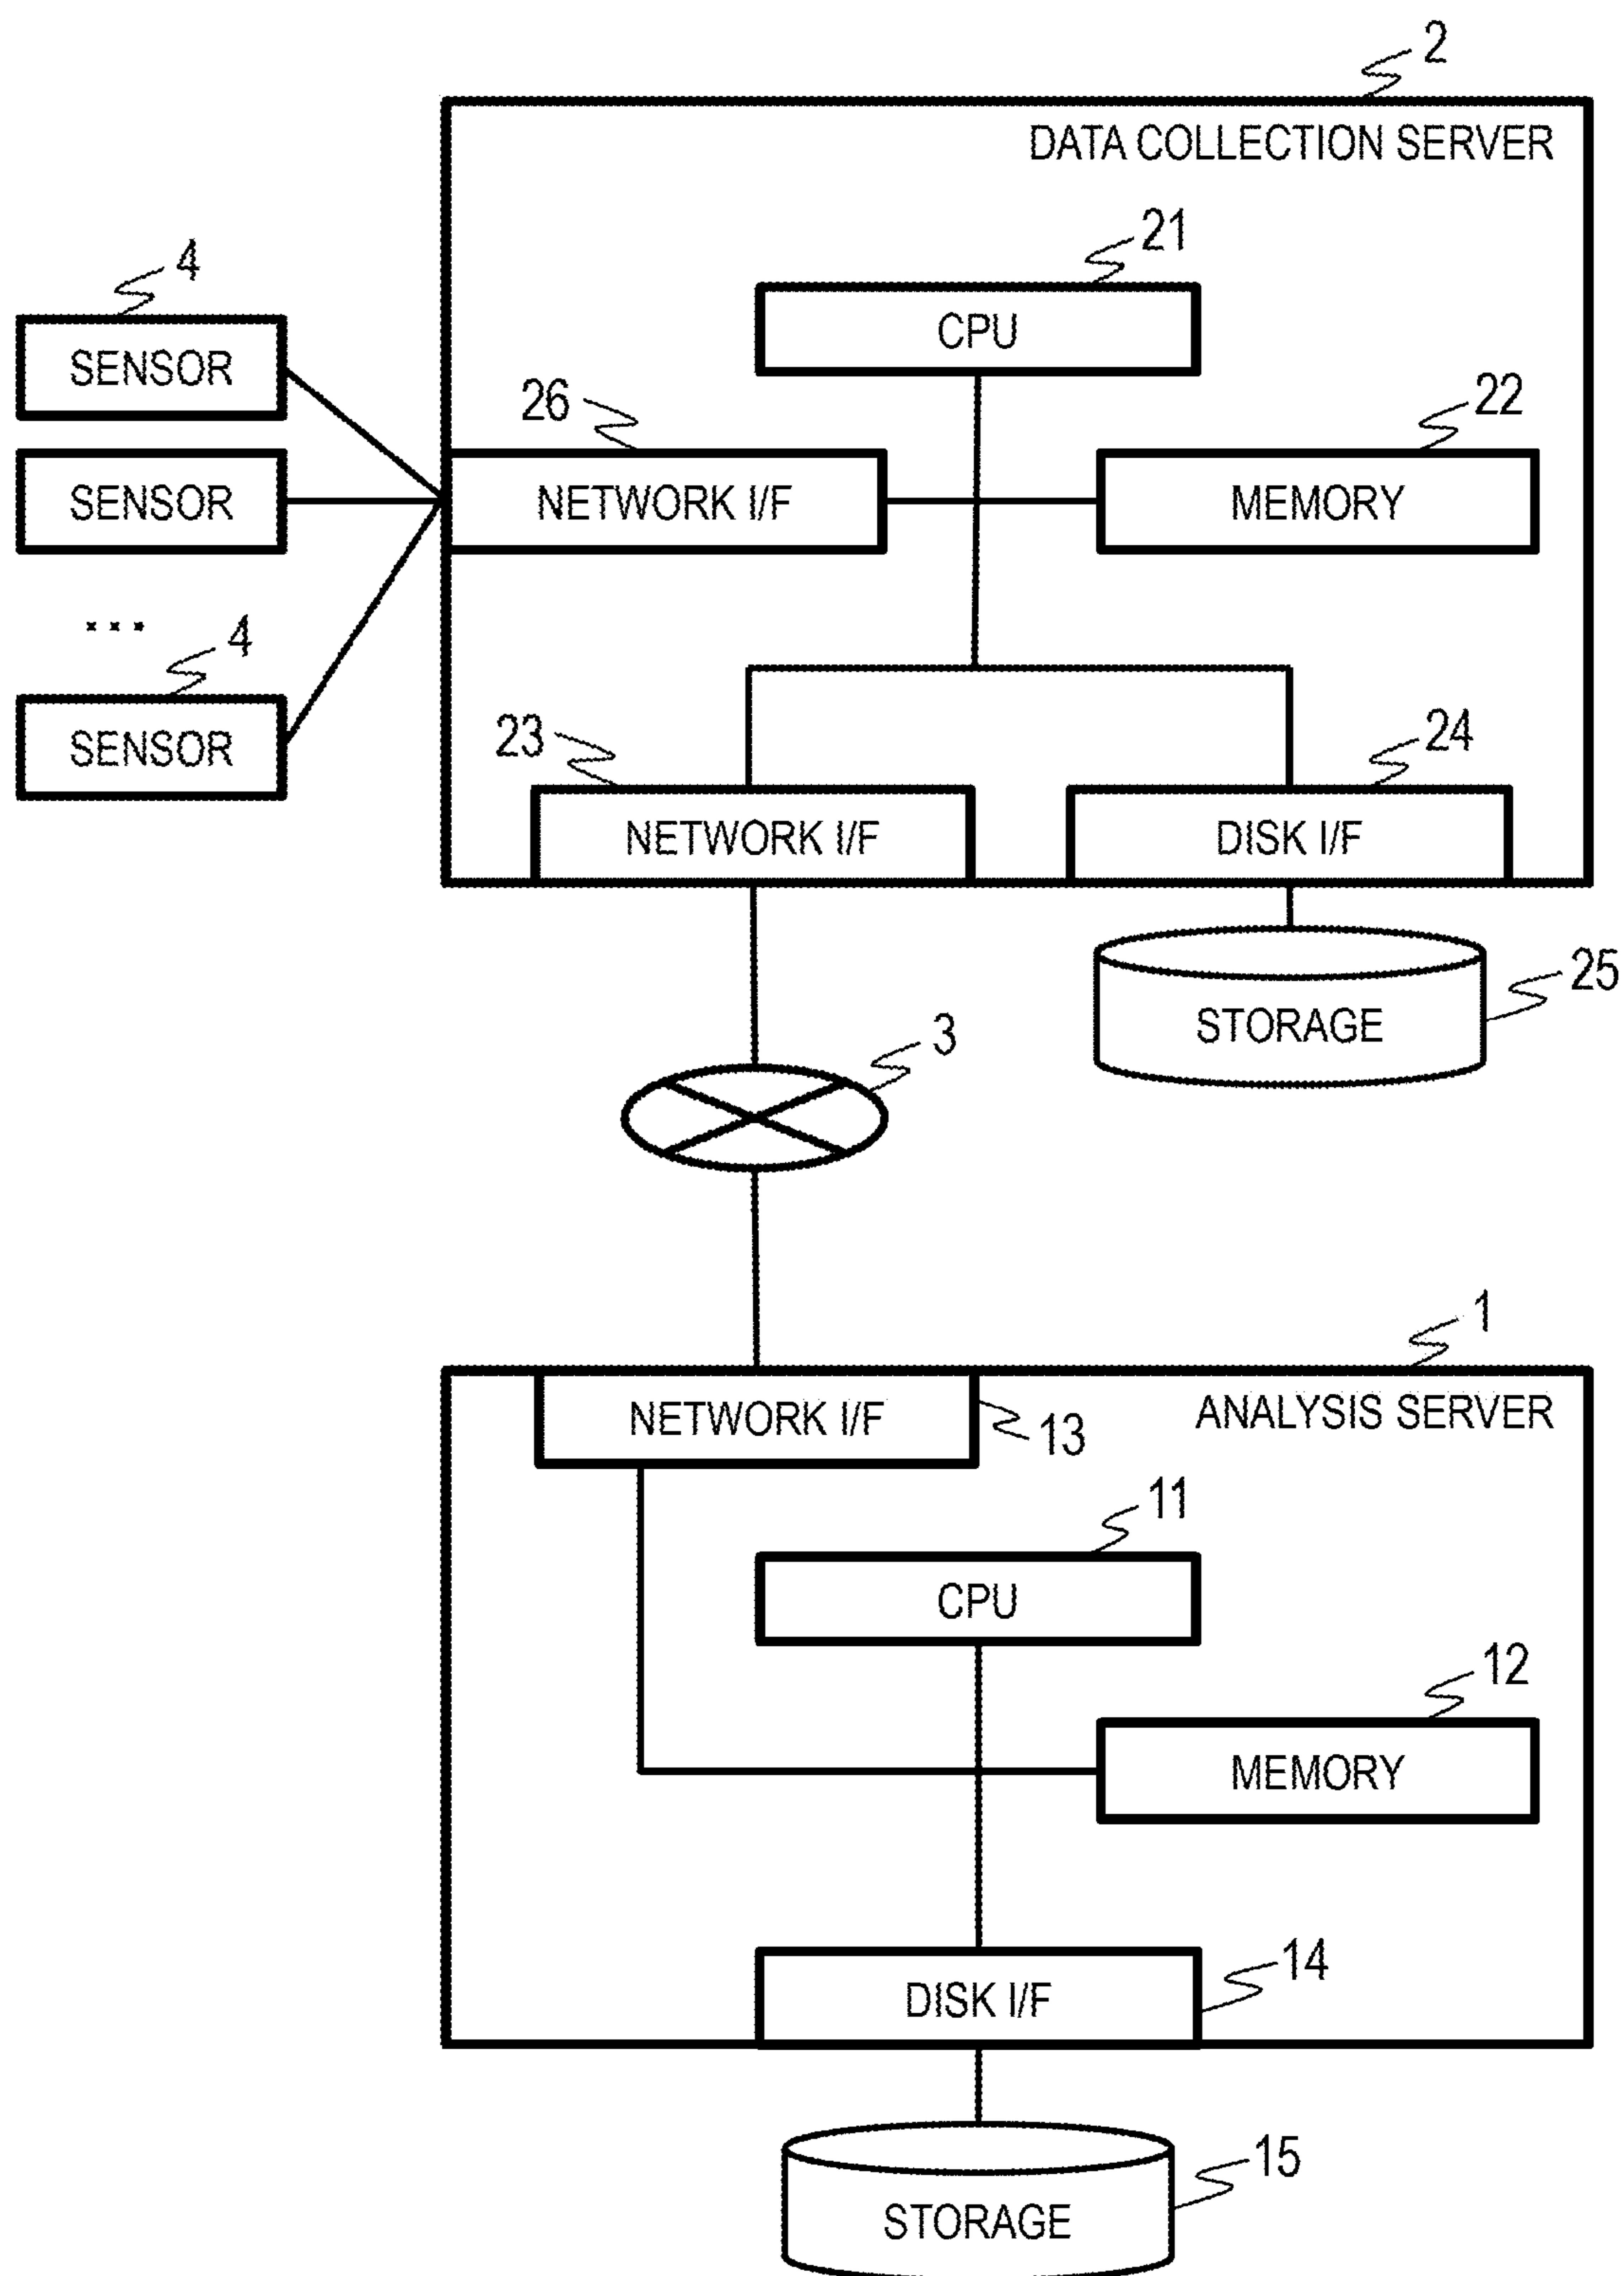 2
DATA COLLECTION SERVER
21
CPU
4
SENSOR
26
22
SENSOR
NETWORK I/F
MEMORY
...
4
SENSOR
23
24
NETWORK I/F
DISK I/F
25
STORAGE
3
1
NETWORK I/F
ANALYSIS SERVER
13
11
CPU
12
MEMORY
14
DISK I/F
15
STORAGE